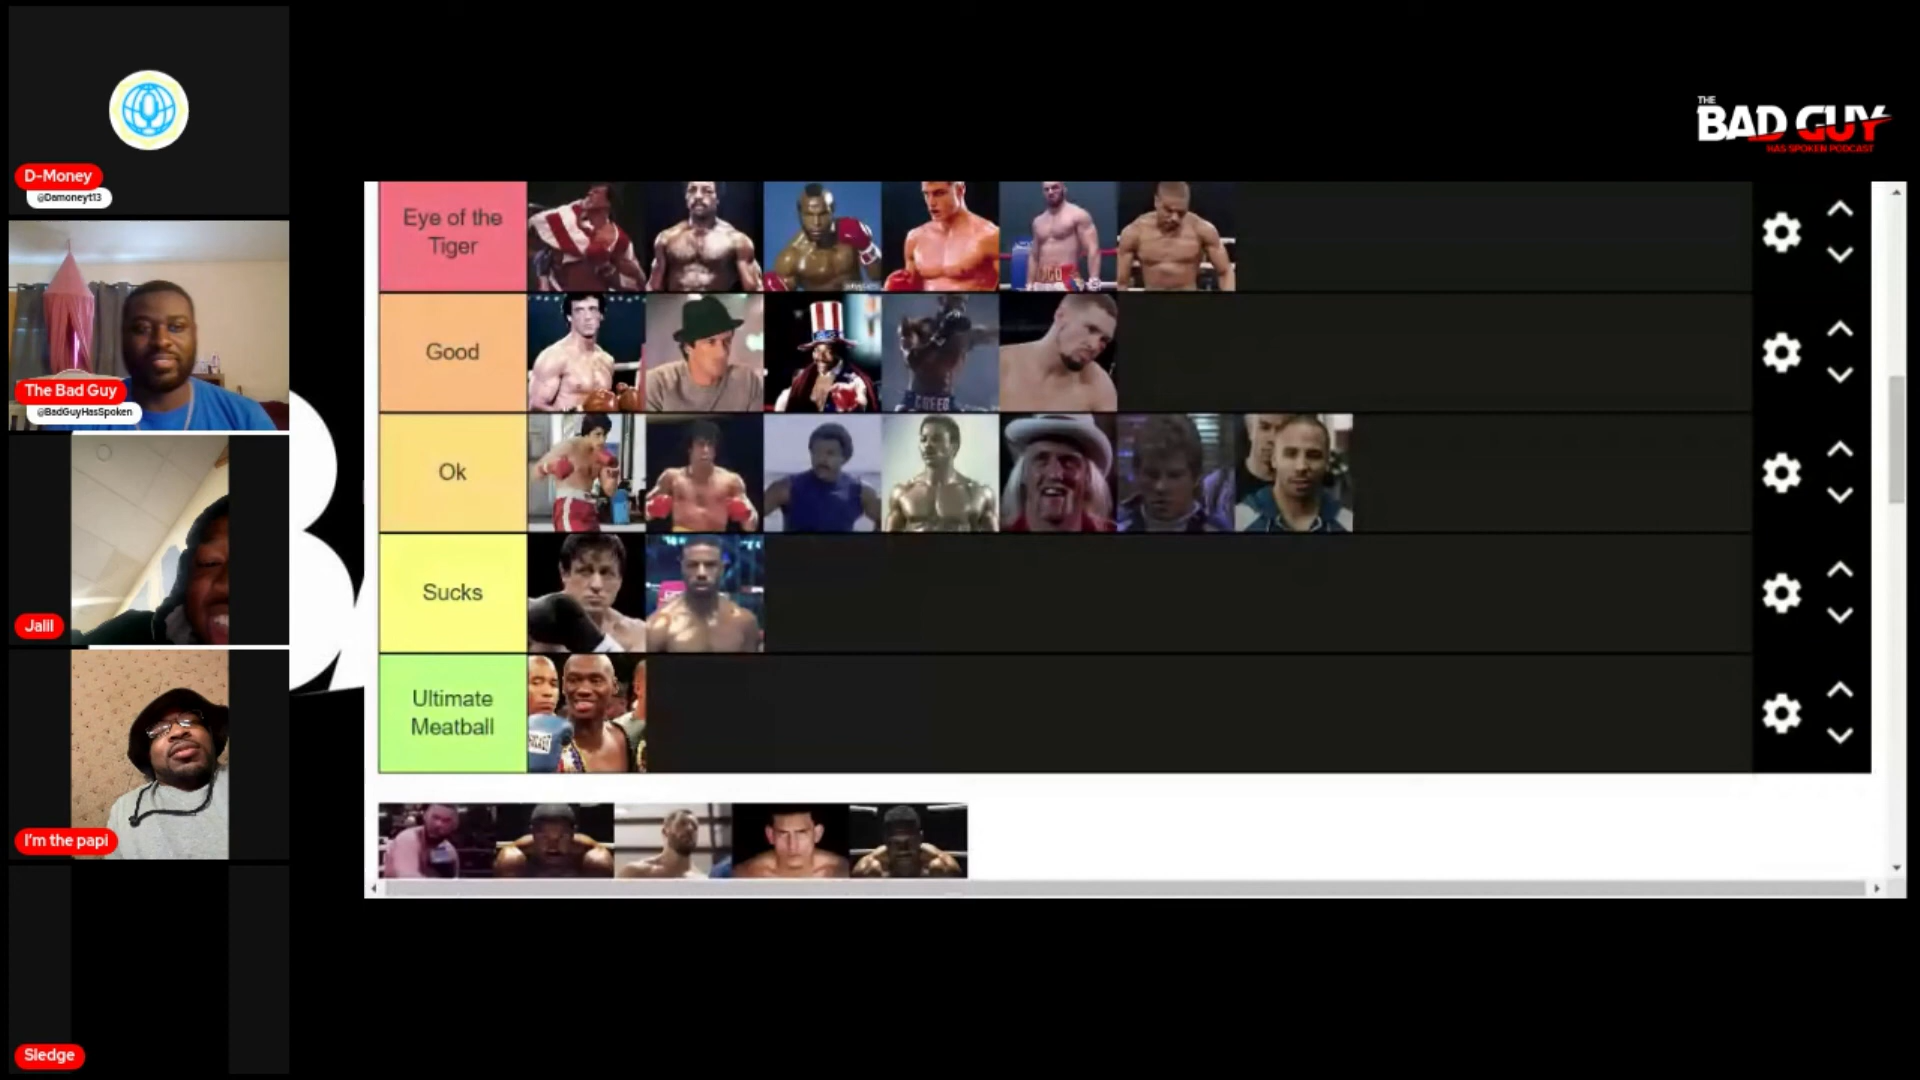 D-Money
@Damoneyt13
The Bad Guy
@BadGuyHasSpoken
Jalil
I'm the papi
Sledge
THE
BAD GUY
HAS SPOKEN PODCAST
Eye of the
Tiger
Good
CREED
Ok
Sucks
Ultimate
Meatball